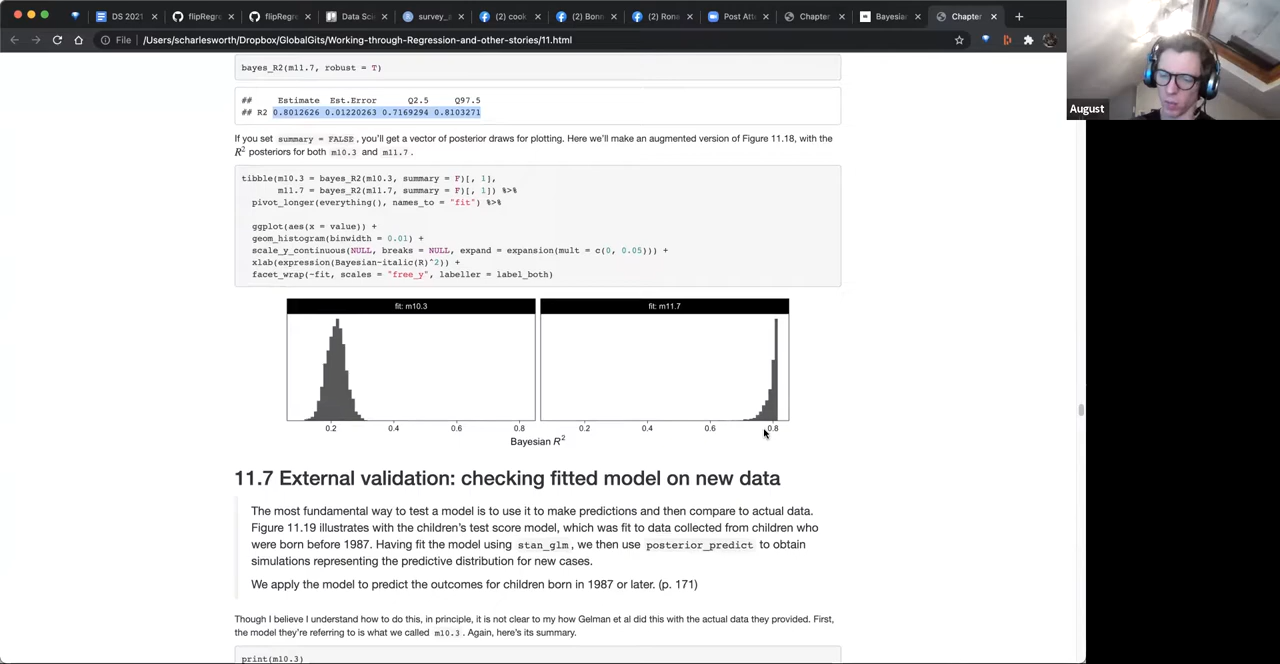 DS 2021
flipRegre
flipRegre
Data Sci
survey_
(2) cook
(2) Bonn
(2) Rona
Post Att
Chapter
Bayesian
Chapter
File | /Users/scharlesworth/Dropbox/GlobalGits/Working-through-Regression-and-other-stories/11.html
August
bayes_R2(m11.7, robust = T)
## Estimate Est.Error Q2.5 Q97.5
## R2 0.8012626 0.01220263 0.7169294 0.8103271
If you set summary = FALSE, you'll get a vector of posterior draws for plotting. Here we'll make an augmented version of Figure 11.18, with the
R² posteriors for both m10.3 and m11.7.
tibble(m10.3 = bayes_R2(m10.3, summary = F)[, 1],
m11.7 = bayes_R2(m11.7, summary = F)[, 1]) %>%
pivot_longer(everything(), names_to = "fit") %>%
ggplot(aes(x = value)) +
geom_histogram(binwidth = 0.01) +
scale_y_continuous(NULL, breaks = NULL, expand = expansion(mult = c(0, 0.05))) +
xlab(expression(Bayesian~italic(R)^2)) +
facet_wrap(~fit, scales = "free_y", labeller = label_both)
fit: m10.3 fit: m11.7
0.2 0.4 0.6 0.8 0.2 0.4 0.6 0.8
Bayesian R²
11.7 External validation: checking fitted model on new data
The most fundamental way to test a model is to use it to make predictions and then compare to actual data.
Figure 11.19 illustrates with the children's test score model, which was fit to data collected from children who
were born before 1987. Having fit the model using stan_glm, we then use posterior_predict to obtain
simulations representing the predictive distribution for new cases.
We apply the model to predict the outcomes for children born in 1987 or later. (p. 171)
Though I believe I understand how to do this, in principle, it is not clear to my how Gelman et al did this with the actual data they provided. First,
the model they're referring to is what we called m10.3. Again, here's its summary.
print(m10.3)